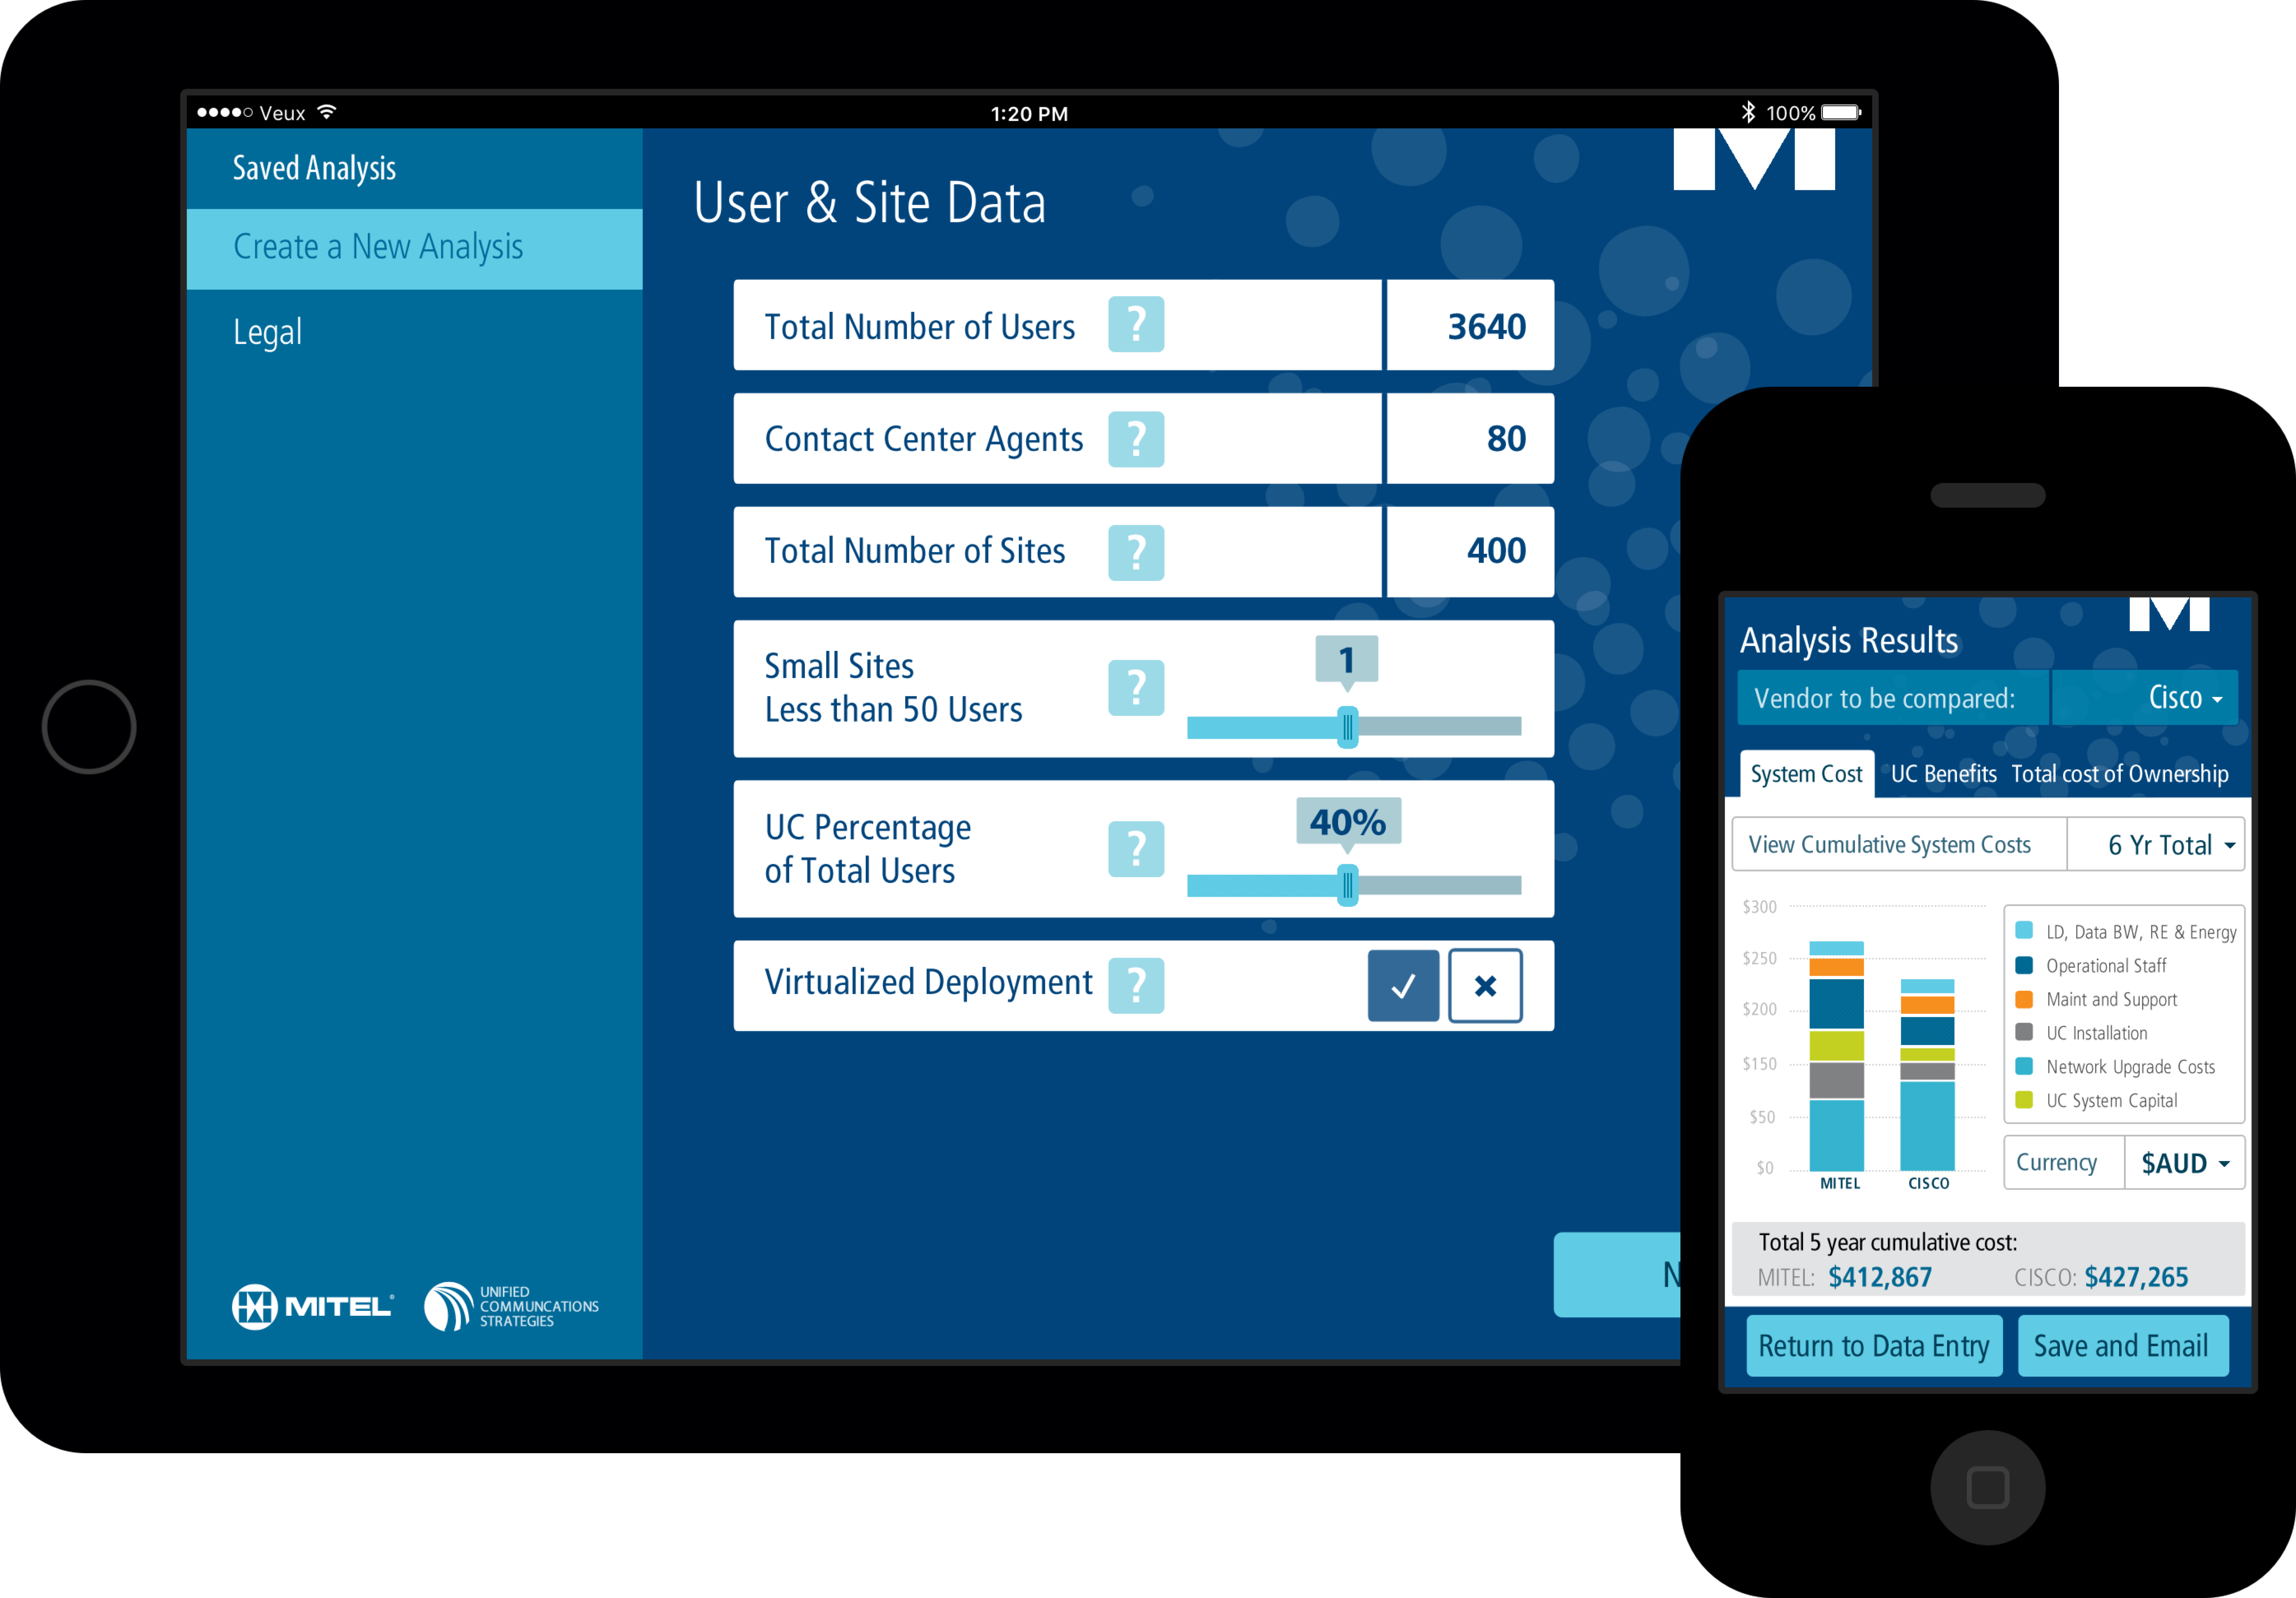 Veux
1:20 PM
100%
Saved Analysis
Create a New Analysis
Legal
MITEL
UNIFIED
COMMUNCATIONS
STRATEGIES
User & Site Data
Total Number of Users ? 3640
Contact Center Agents ? 80
Total Number of Sites ? 400
Small Sites
Less than 50 Users
?
1
UC Percentage
of Total Users
?
40%
Virtualized Deployment ?
N
Analysis Results
Vendor to be compared: Cisco
System Cost UC Benefits Total cost of Ownership
View Cumulative System Costs 6 Yr Total
$300
$250
$200
$150
$50
$0
MITEL CISCO
LD, Data BW, RE & Energy
Operational Staff
Maint and Support
UC Installation
Network Upgrade Costs
UC System Capital
Currency $AUD
Total 5 year cumulative cost:
MITEL: $412,867 CISCO: $427,265
Return to Data Entry Save and Email